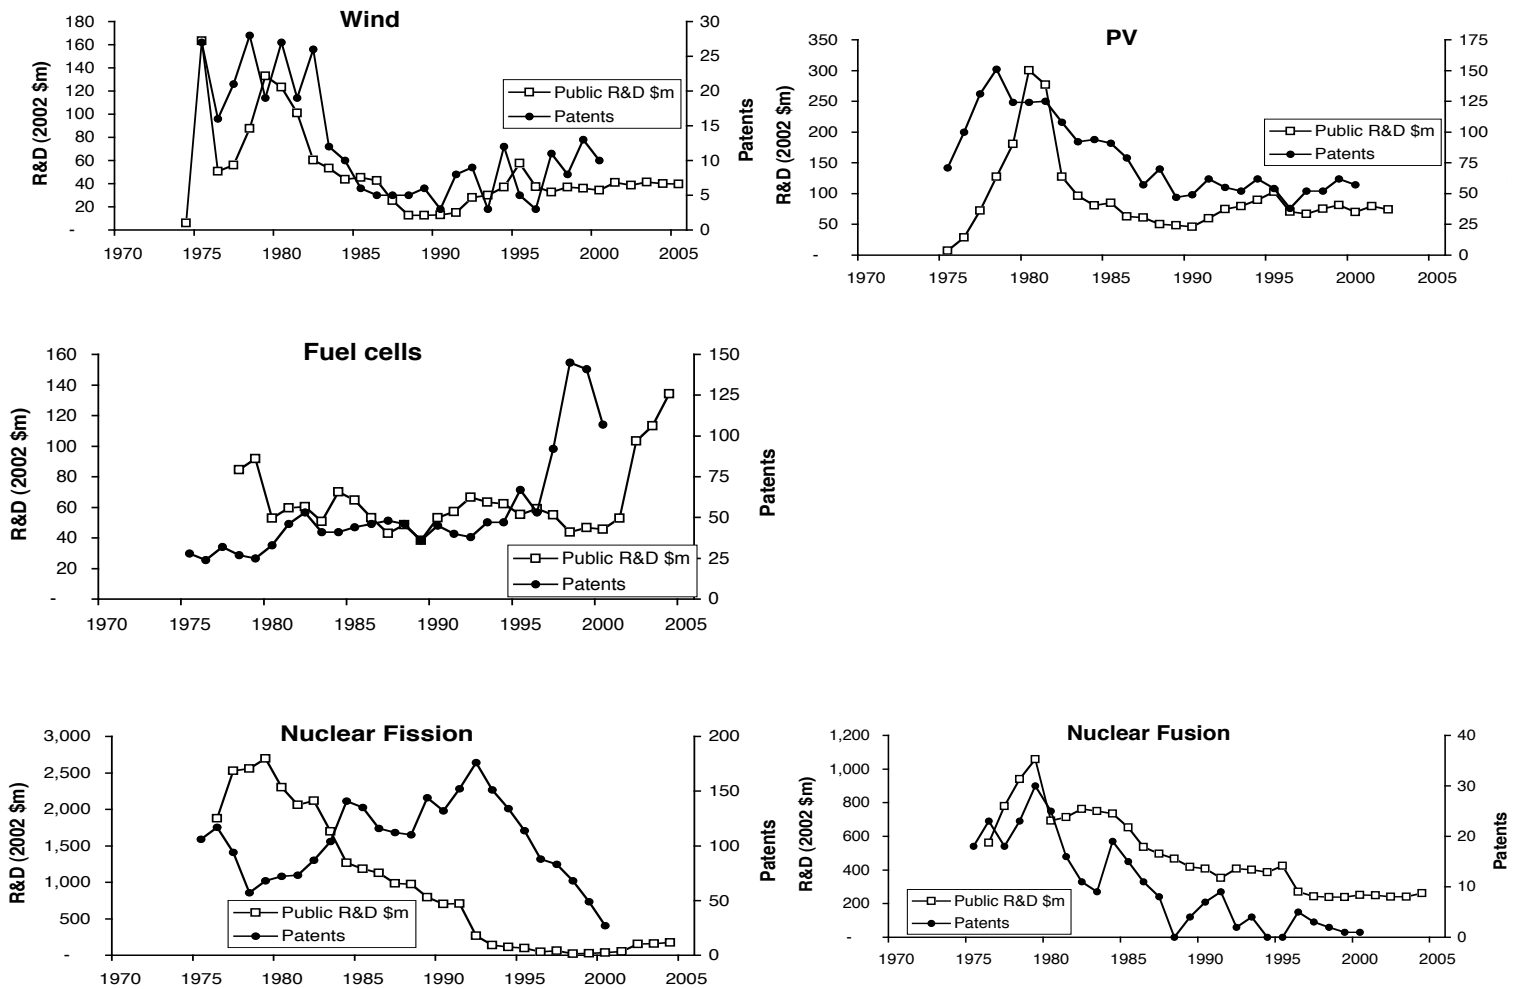 Wind
R&D (2002 $m)
180
160
140
120
100
80
60
40
20
-
30
25
20
15
10
5
0
Patents
Public R&D $m
Patents
1970 1975 1980 1985 1990 1995 2000 2005
PV
R&D (2002 $m)
350
300
250
200
150
100
50
-
175
150
125
100
75
50
25
0
Patents
Public R&D $m
Patents
1970 1975 1980 1985 1990 1995 2000 2005
Fuel cells
R&D (2002 $m)
160
140
120
100
80
60
40
20
-
150
125
100
75
50
25
0
Patents
Public R&D $m
Patents
1970 1975 1980 1985 1990 1995 2000 2005
Nuclear Fission
R&D (2002 $m)
3,000
2,500
2,000
1,500
1,000
500
-
200
150
100
50
0
Patents
Public R&D $m
Patents
1970 1975 1980 1985 1990 1995 2000 2005
Nuclear Fusion
R&D (2002 $m)
1,200
1,000
800
600
400
200
-
40
30
20
10
0
Patents
Public R&D $m
Patents
1970 1975 1980 1985 1990 1995 2000 2005